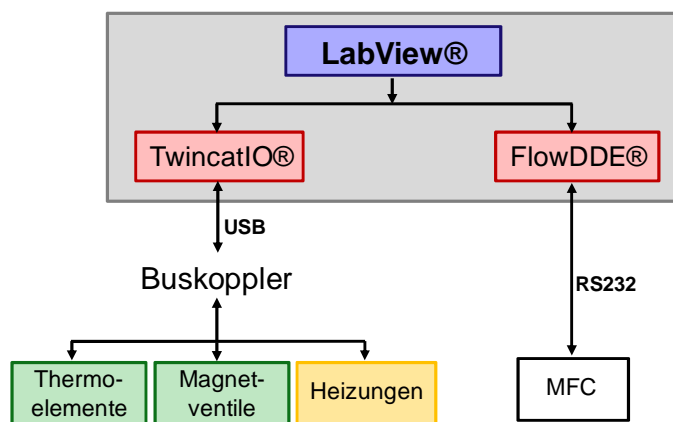 LabView®
TwincatIO®
FlowDDE®
USB
Buskoppler
RS232
Thermo-
elemente
Magnet-
ventile
Heizungen
MFC